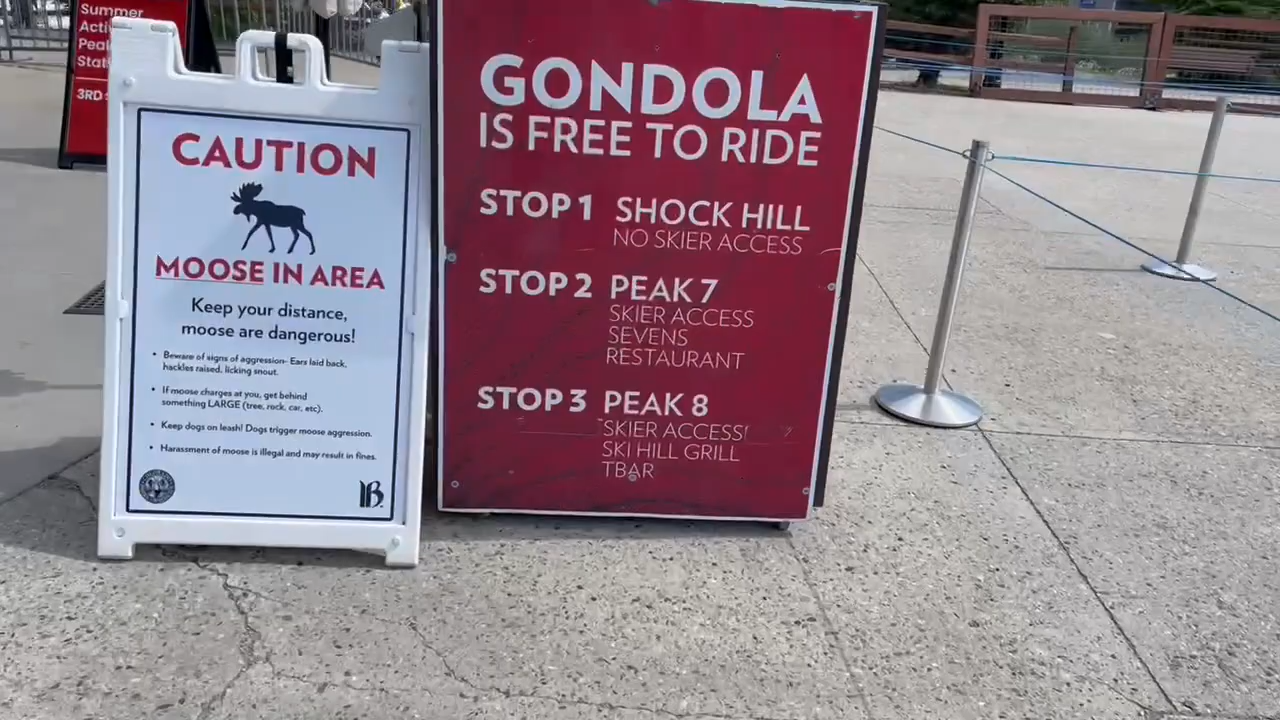 Summer
3RD
CAUTION
MOOSE IN AREA
Keep your distance,
moose are dangerous!
• Beware of signs of aggression- Ears laid back,
hackles raised, licking snout.
• If moose charges at you, get behind
something LARGE (tree, rock, car, etc).
• Keep dogs on leash! Dogs trigger moose aggression.
• Harassment of moose is illegal and may result in fines.
B
GONDOLA
IS FREE TO RIDE
STOP 1 SHOCK HILL
NO SKIER ACCESS
STOP 2 PEAK 7
SKIER ACCESS
SEVENS
RESTAURANT
STOP 3 PEAK 8
SKIER ACCESS
SKI HILL GRILL
TBAR